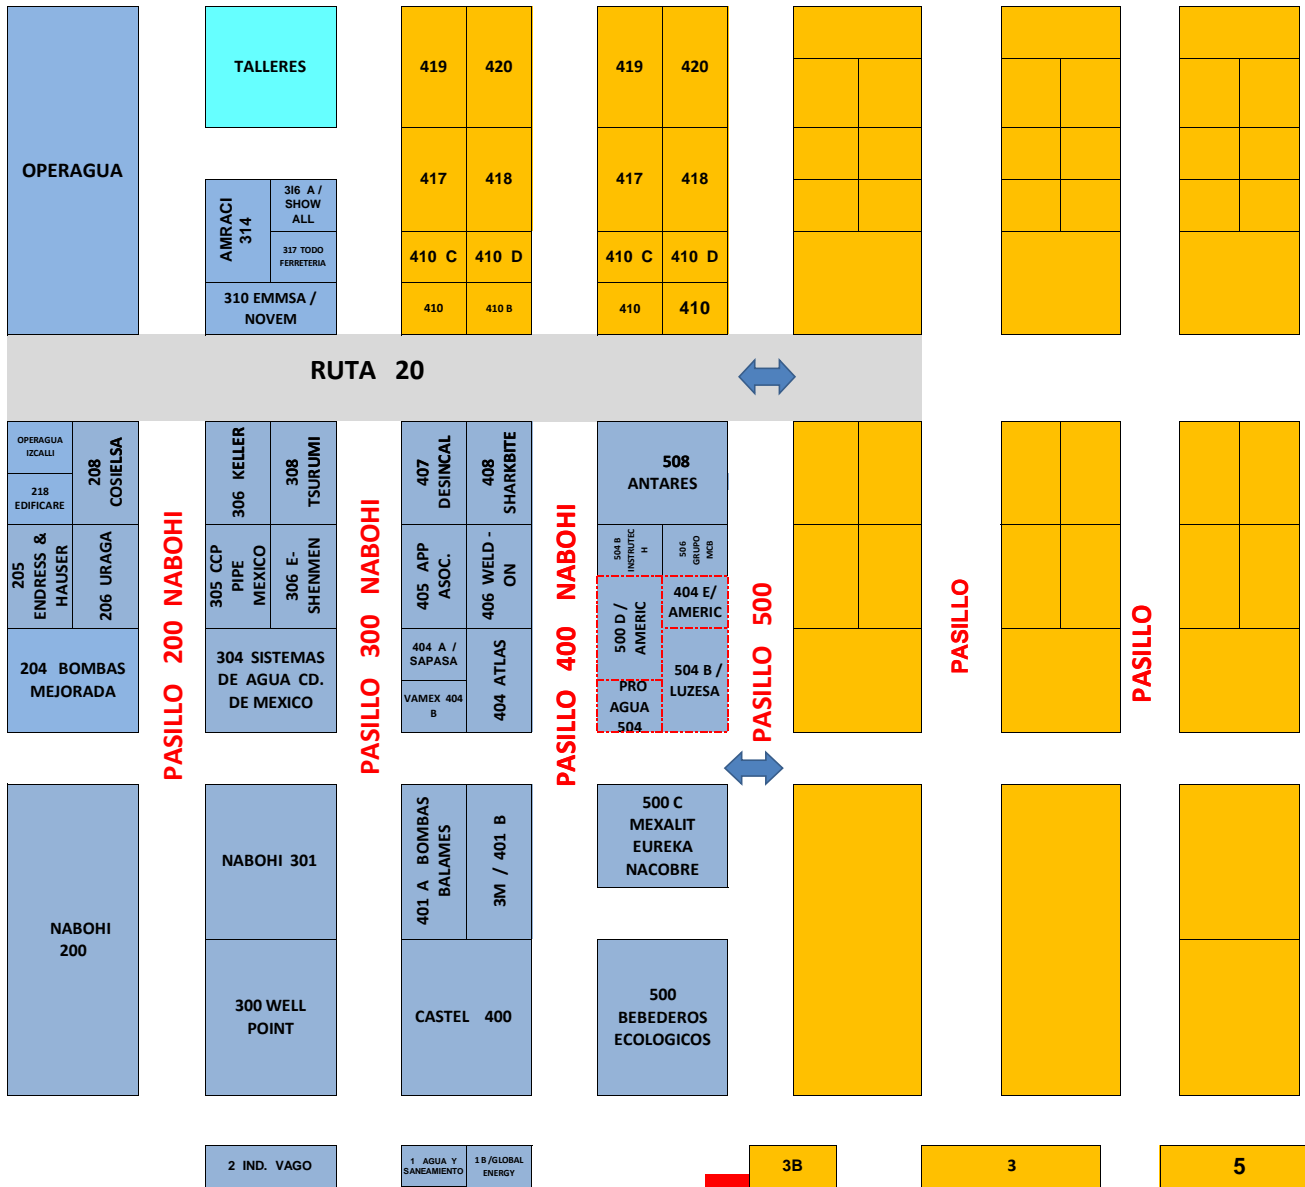 TALLERES
419
420
419
420
OPERAGUA
417
418
417
418
AMRACI
314
3I6 A /
SHOW
ALL
317 TODO
FERRETERIA
410 C
410 D
410 C
410 D
310 EMMSA /
NOVEM
410
410 B
410
410
RUTA 20
OPERAGUA
IZCALLI
218
EDIFICARE
208
COSIELSA
306 KELLER
308
TSURUMI
407
DESINCAL
408
SHARKBITE
508
ANTARES
205
ENDRESS &
HAUSER
206 URAGA
305 CCP
PIPE
MEXICO
306 E-
SHENMEN
405 APP
ASOC.
406 WELD -
ON
504 B
INSTRUTEC
H
506
GRUPO
MCB
500 D /
AMERIC
404 E/
AMERIC
204 BOMBAS
MEJORADA
304 SISTEMAS
DE AGUA CD.
DE MEXICO
404 A /
SAPASA
VAMEX 404
B
404 ATLAS
PRO
AGUA
504
504 B /
LUZESA
PASILLO 200 NABOHI
PASILLO 300 NABOHI
PASILLO 400 NABOHI
PASILLO 500
PASILLO
PASILLO
NABOHI
200
NABOHI 301
401 A BOMBAS
BALAMES
3M / 401 B
500 C
MEXALIT
EUREKA
NACOBRE
300 WELL
POINT
CASTEL 400
500
BEBEDEROS
ECOLOGICOS
2 IND. VAGO
1 AGUA Y
SANEAMIENTO
1 B /GLOBAL
ENERGY
3B
3
5